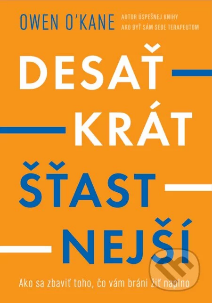 OWEN O'KANE
AUTOR ÚSPEŠNEJ KNIHY
AKO BYŤ SÁM SEBE TERAPEUTOM
DESAŤ
KRÁT
ŠŤAST
NEJŠÍ
Ako sa zbaviť toho, čo vám bráni žiť naplno
martinus